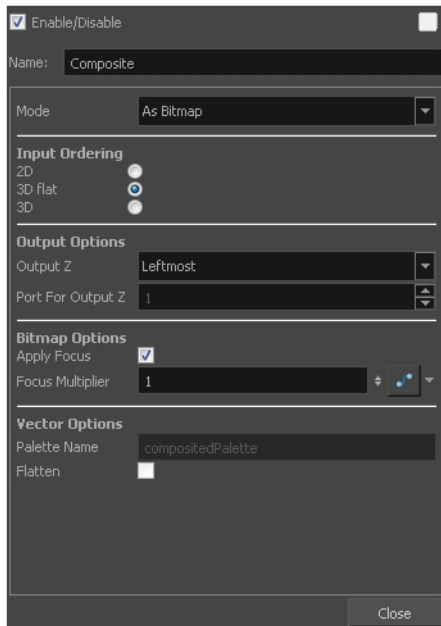 Enable/Disable
Name: Composite
Mode As Bitmap
Input Ordering
2D
3D flat
3D
Output Options
Output Z Leftmost
Port For Output Z 1
Bitmap Options
Apply Focus
Focus Multiplier 1
Vector Options
Palette Name compositedPalette
Flatten
Close